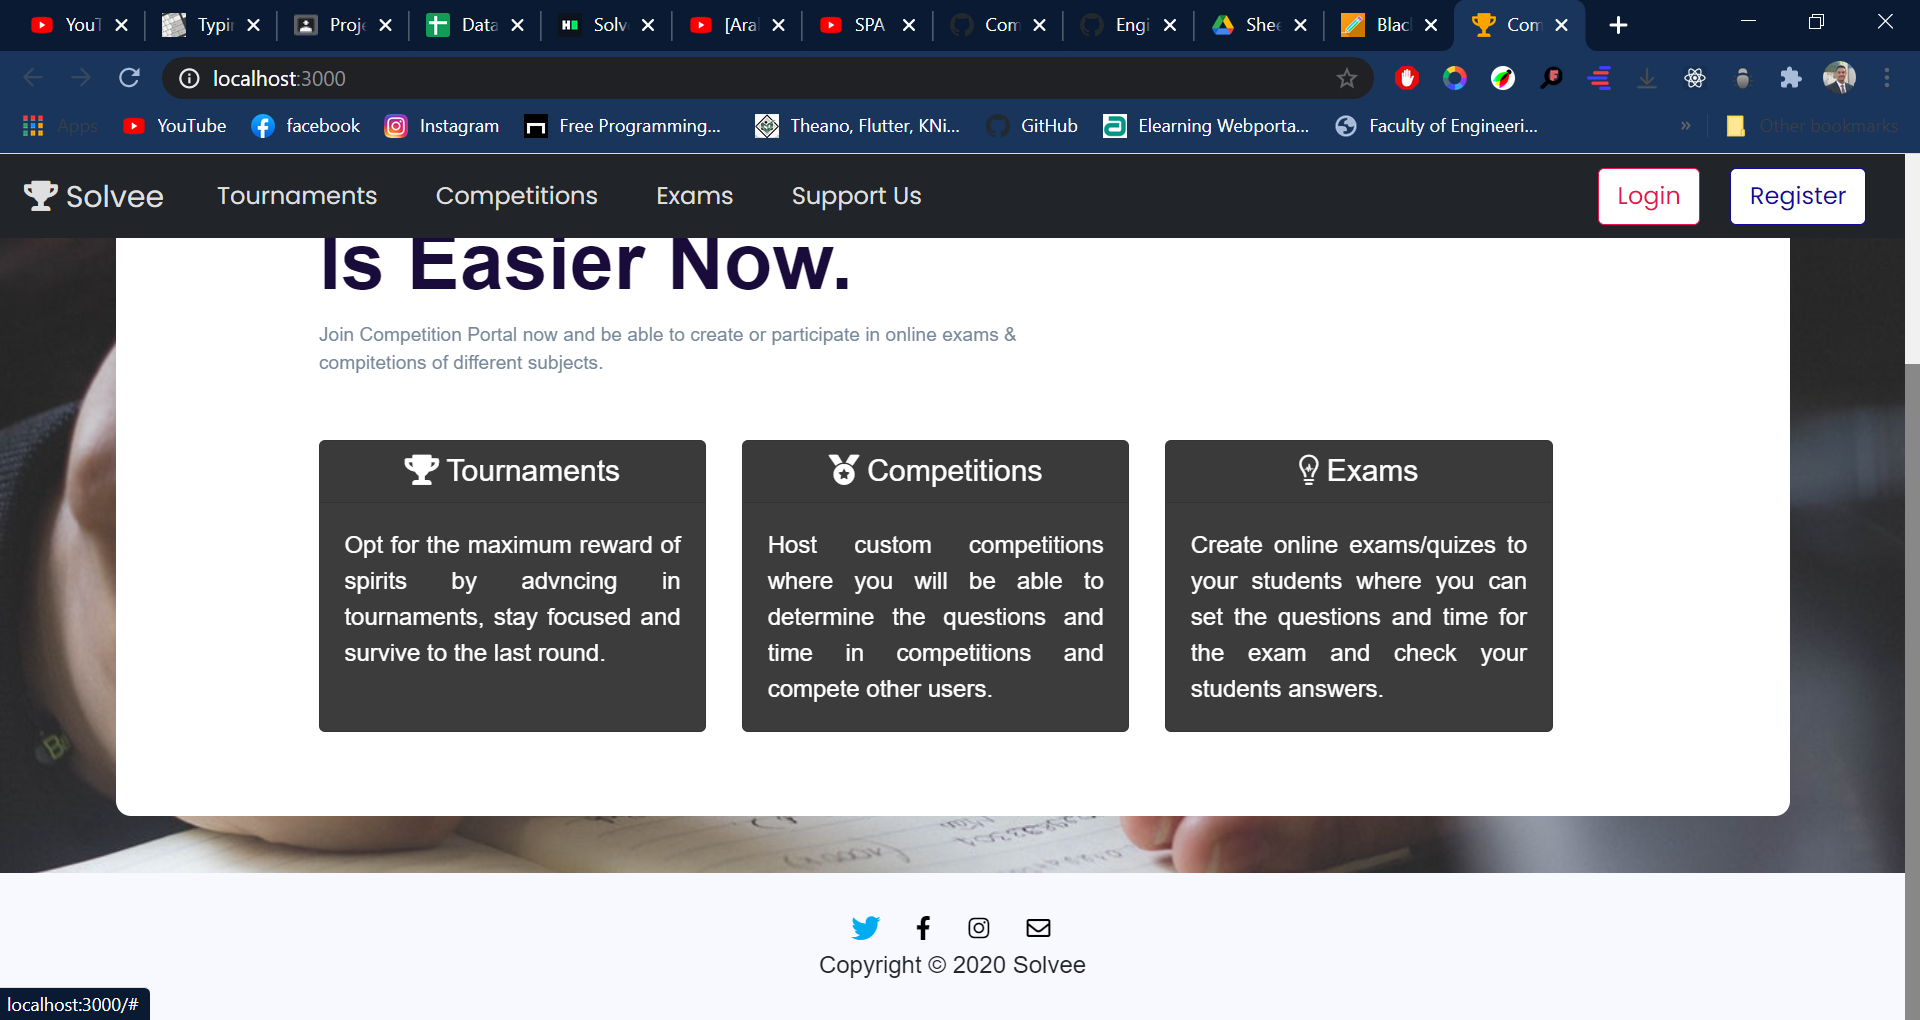 YouT
Typi
Proje
Data
Solv
[Ara
SPA
Com
Engi
Shee
Blac
Com
localhost:3000
Apps
YouTube
facebook
Instagram
Free Programming...
Theano, Flutter, KNi...
GitHub
Elearning Webporta...
Faculty of Engineeri...
»
Other bookmarks
Solvee
Tournaments
Competitions
Exams
Support Us
Login
Register
Is Easier Now.
Join Competition Portal now and be able to create or participate in online exams &
compitetions of different subjects.
Tournaments
Opt for the maximum reward of
spirits by advncing in
tournaments, stay focused and
survive to the last round.
Competitions
Host custom competitions
where you will be able to
determine the questions and
time in competitions and
compete other users.
Exams
Create online exams/quizes to
your students where you can
set the questions and time for
the exam and check your
students answers.
Copyright © 2020 Solvee
localhost:3000/#